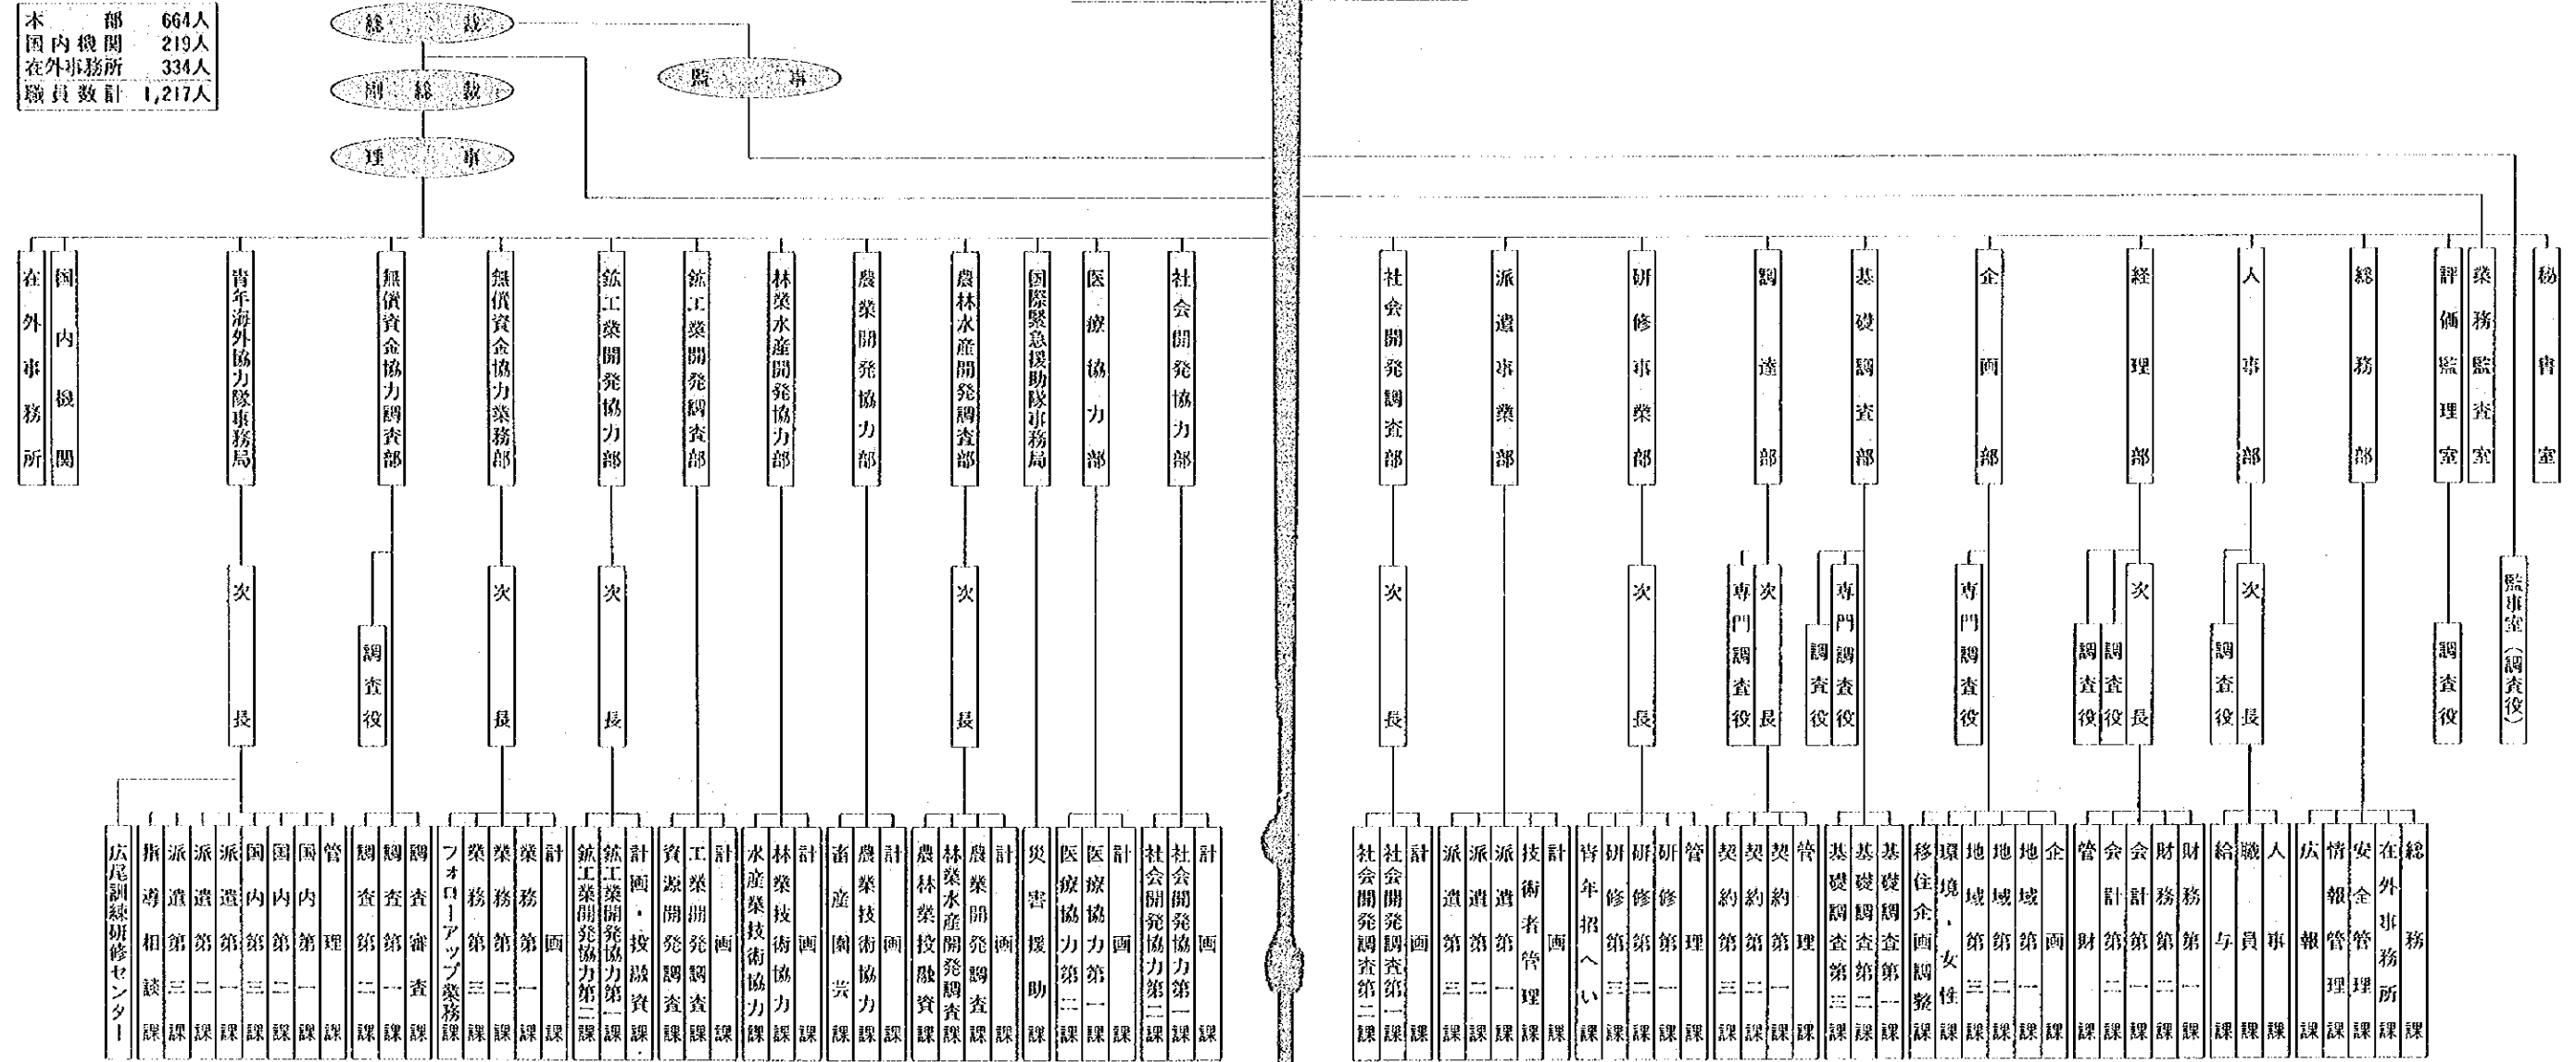 本部 664人
国内機関 219人
在外事務所 334人
職員数計 1,217人
総裁
副総裁
理事
監事
在外事務所
国内機関
青年海外協力隊事務局
無償資金協力調査部
無償資金協力業務部
鉱工業開発協力部
鉱工業開発調査部
林業水産開発協力部
農業開発協力部
農林水産開発調査部
国際緊急援助隊事務局
医療協力部
社会開発協力部
社会開発調査部
派遣事業部
研修事業部
調達部
基礎調査部
企画部
経理部
人事部
総務部
評価監理室
業務監査室
秘書室
次長
調査役
次長
次長
次長
次長
次長
専門調査役
次長
調査役
専門調査役
専門調査役
調査役
調査役
次長
調査役
次長
調査役
監事室(調査役)
広尾訓練研修センター
指導相談課
派遣第三課
派遣第二課
派遣第一課
国内第三課
国内第二課
国内第一課
管理課
調査第二課
調査第一課
調査審査課
フォローアップ業務課
業務第三課
業務第二課
業務第一課
計画課
鉱工業開発協力第二課
鉱工業開発協力第一課
計画・投融資課
資源開発調査課
工業開発調査課
計画課
水産業技術協力課
林業技術協力課
計画課
畜産園芸課
農業技術協力課
計画課
農林業投融資課
林業水産開発調査課
農業開発調査課
計画課
災害援助課
医療協力第二課
医療協力第一課
計画課
社会開発協力第二課
社会開発協力第一課
計画課
社会開発調査第二課
社会開発調査第一課
計画課
派遣第三課
派遣第二課
派遣第一課
技術者管理課
計画課
青年招へい課
研修第三課
研修第二課
研修第一課
管理課
契約第三課
契約第二課
契約第一課
管理課
基礎調査第三課
基礎調査第二課
基礎調査第一課
移住企画調整課
環境・女性課
地域第三課
地域第二課
地域第一課
企画課
管財課
会計第二課
会計第一課
財務第二課
財務第一課
給与課
職員課
人事課
広報課
情報管理課
安全管理課
在外事務所課
総務課